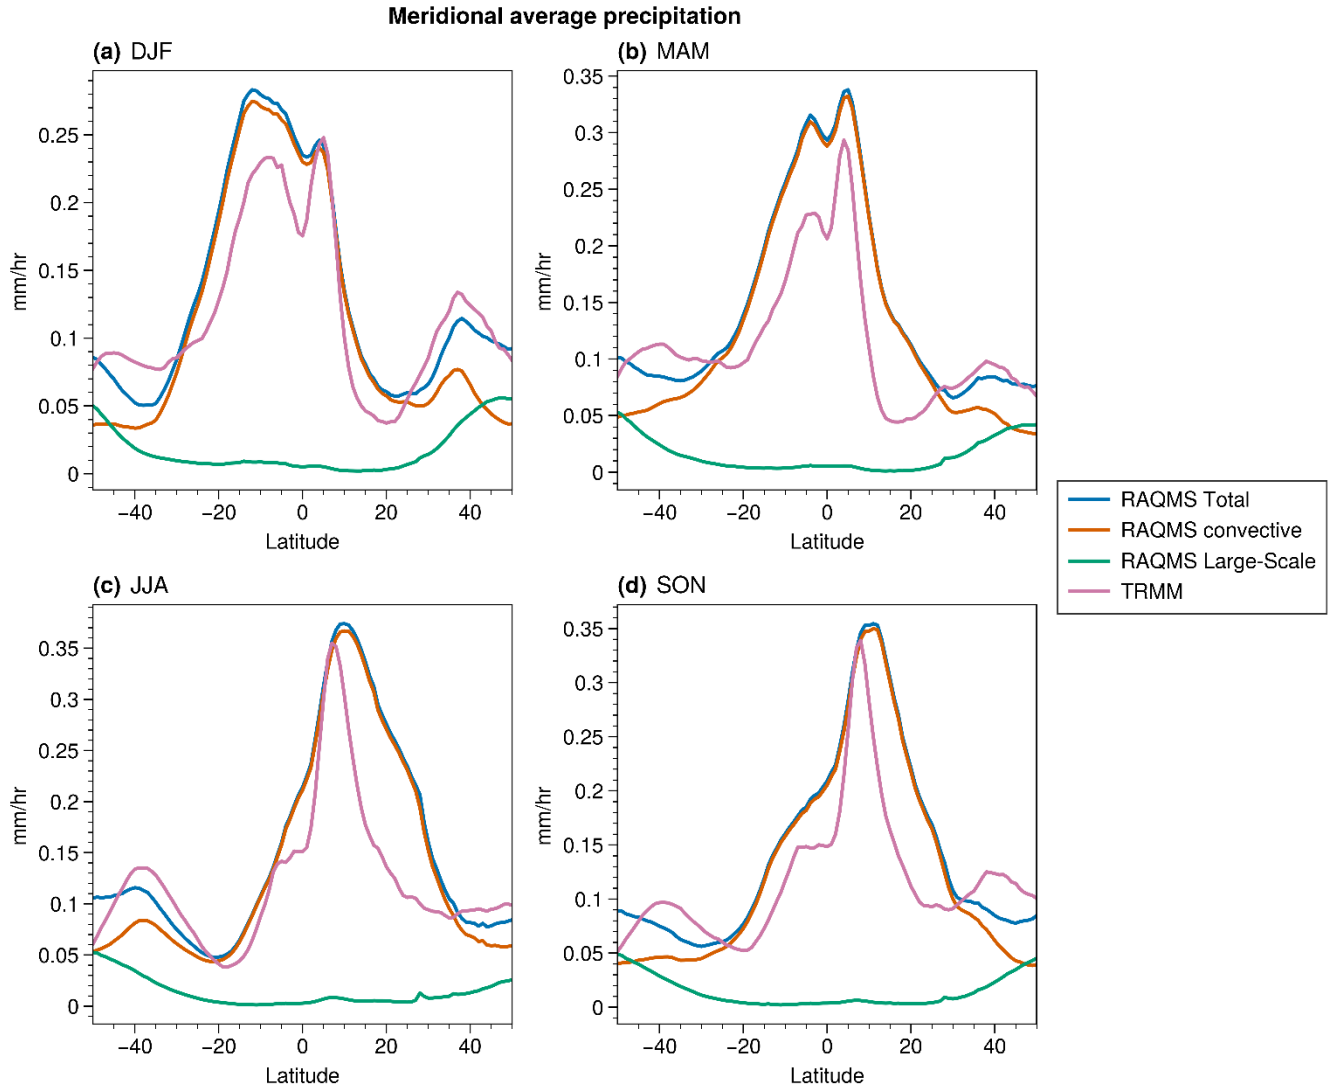 Meridional average precipitation
(a) DJF
0.25
0.2
0.15
0.1
0.05
0
mm/hr
−40 −20 0 20 40
Latitude
(b) MAM
0.35
0.3
0.25
0.2
0.15
0.1
0.05
0
mm/hr
−40 −20 0 20 40
Latitude
RAQMS Total
RAQMS convective
RAQMS Large-Scale
TRMM
(c) JJA
0.35
0.3
0.25
0.2
0.15
0.1
0.05
0
mm/hr
−40 −20 0 20 40
Latitude
(d) SON
0.35
0.3
0.25
0.2
0.15
0.1
0.05
0
mm/hr
−40 −20 0 20 40
Latitude